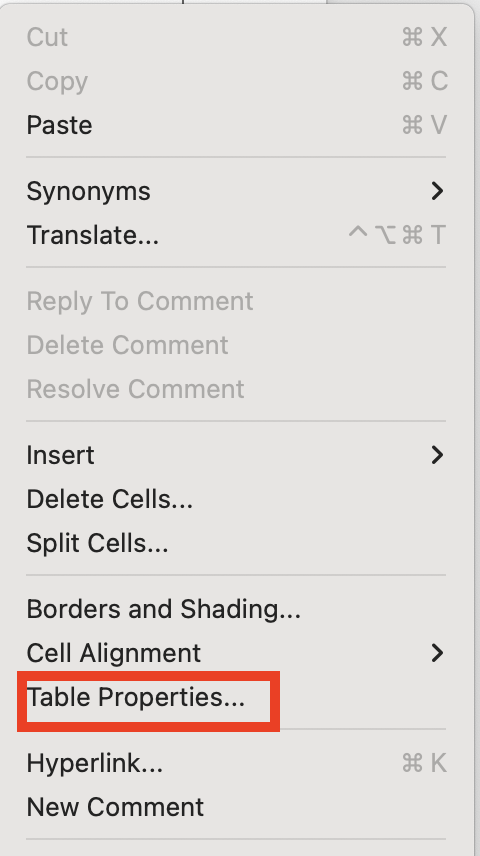 Cut ⌘ X
Copy ⌘ C
Paste ⌘ V
Synonyms
Translate... ^⌥⌘ T
Reply To Comment
Delete Comment
Resolve Comment
Insert
Delete Cells...
Split Cells...
Borders and Shading...
Cell Alignment
Table Properties...
Hyperlink... ⌘ K
New Comment